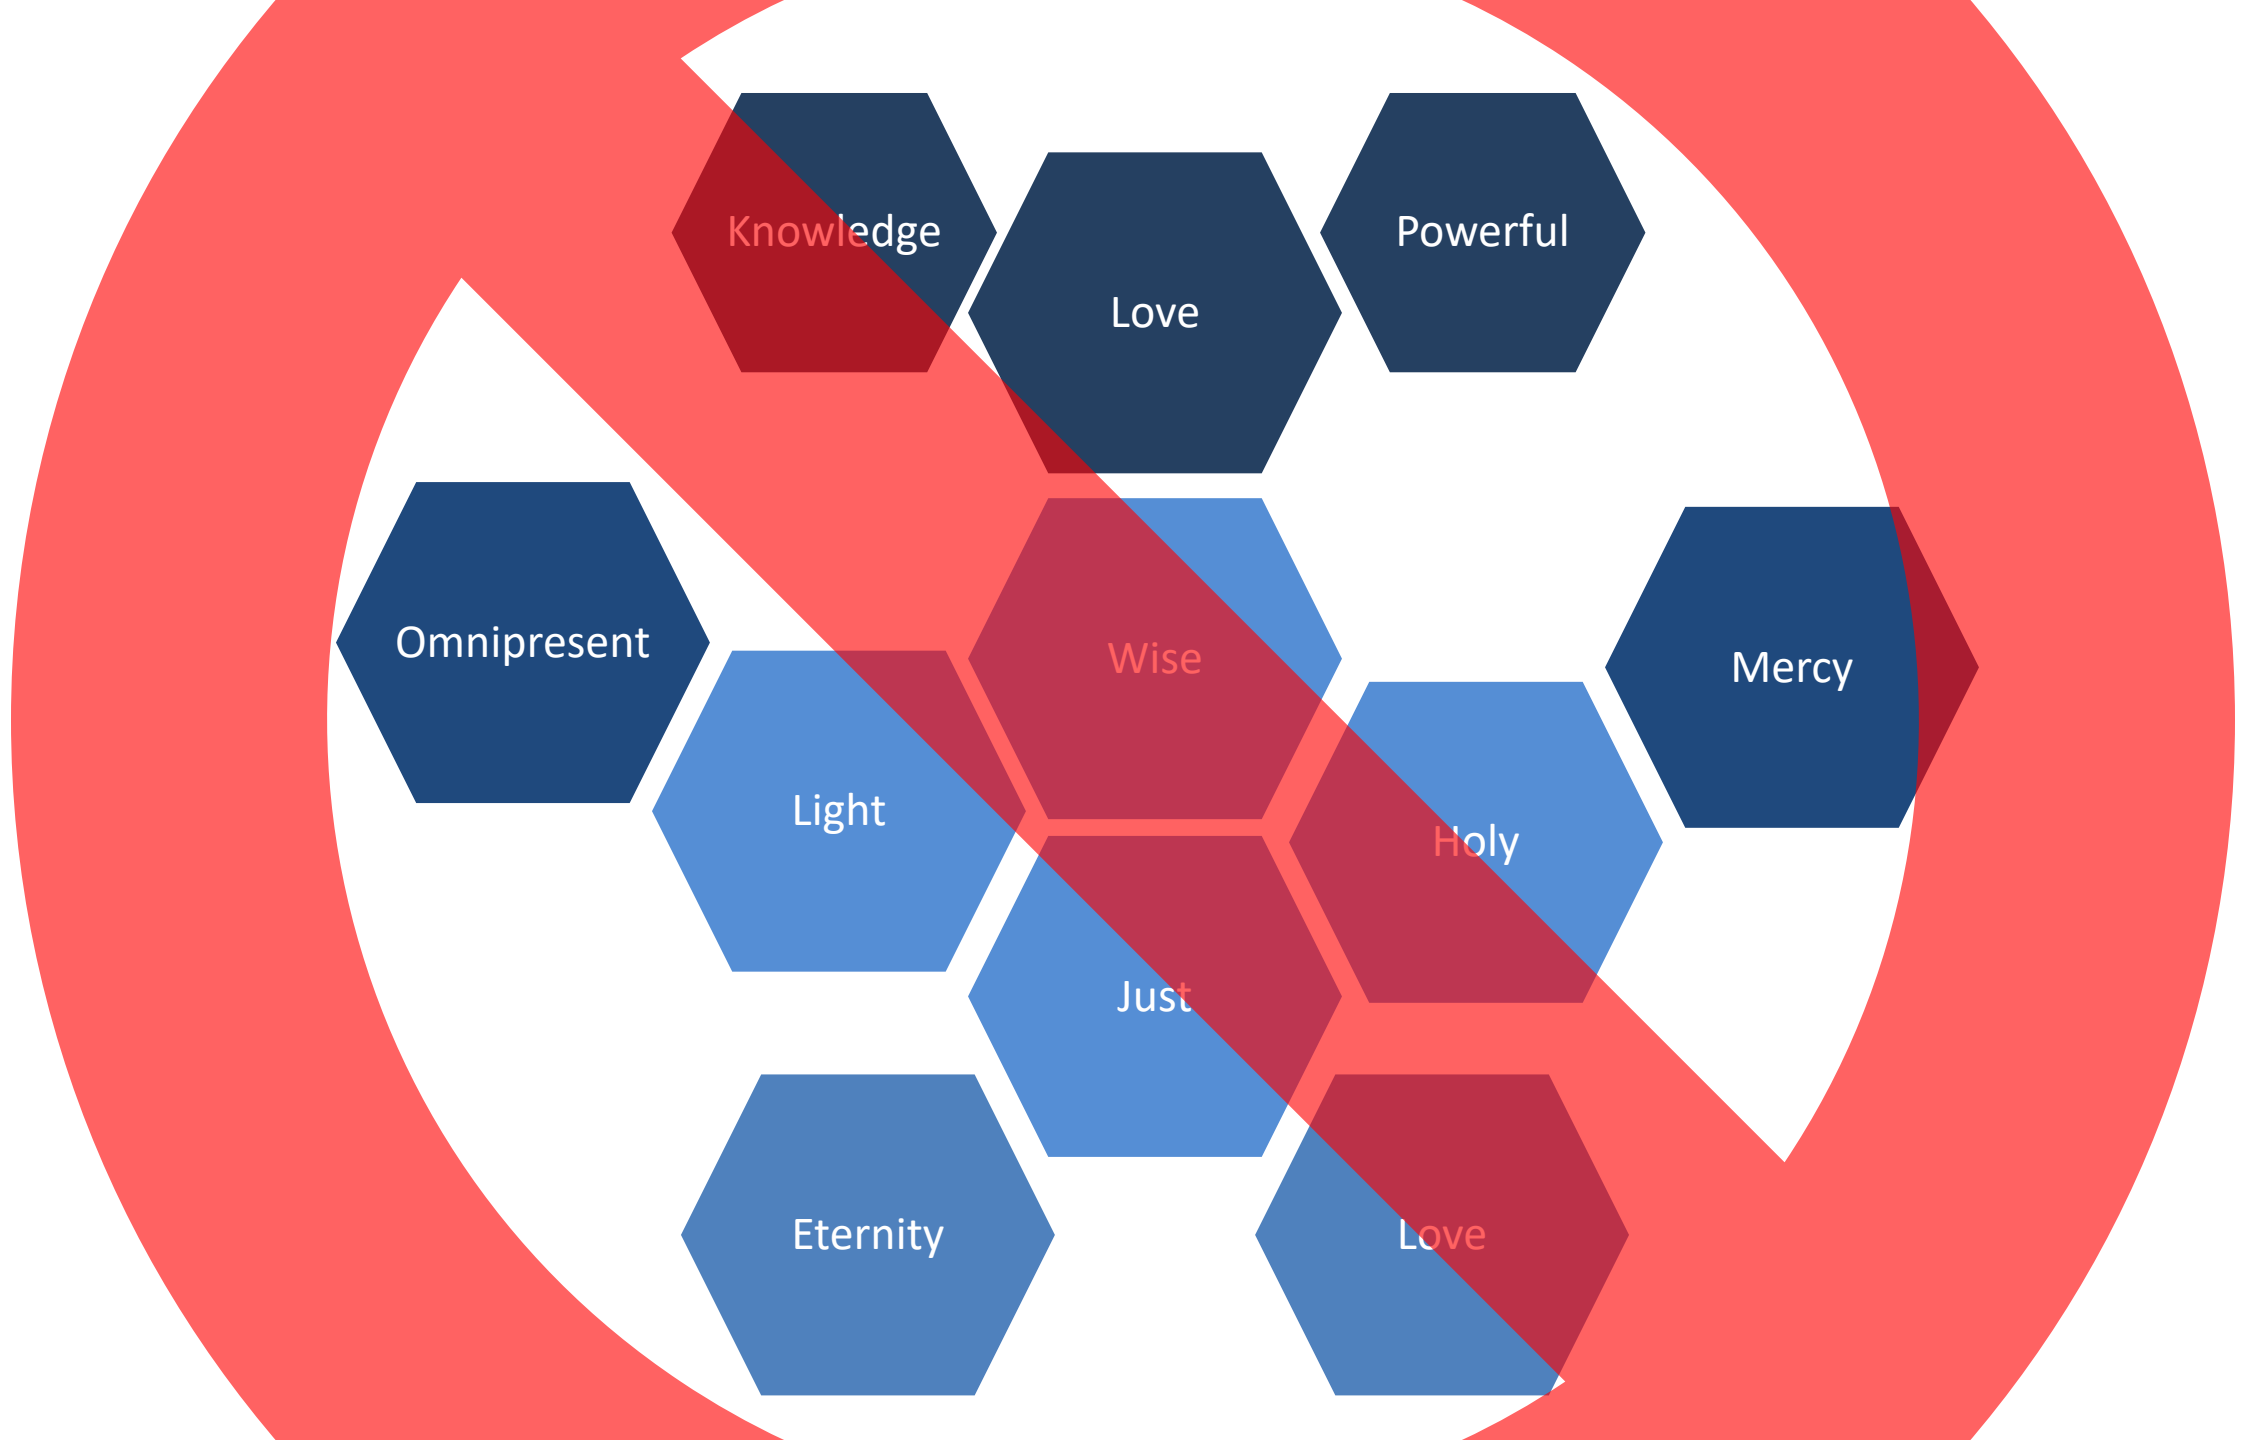 Knowledge
Powerful
Love
Omnipresent
Wise
Mercy
Light
Holy
Just
Eternity
Love